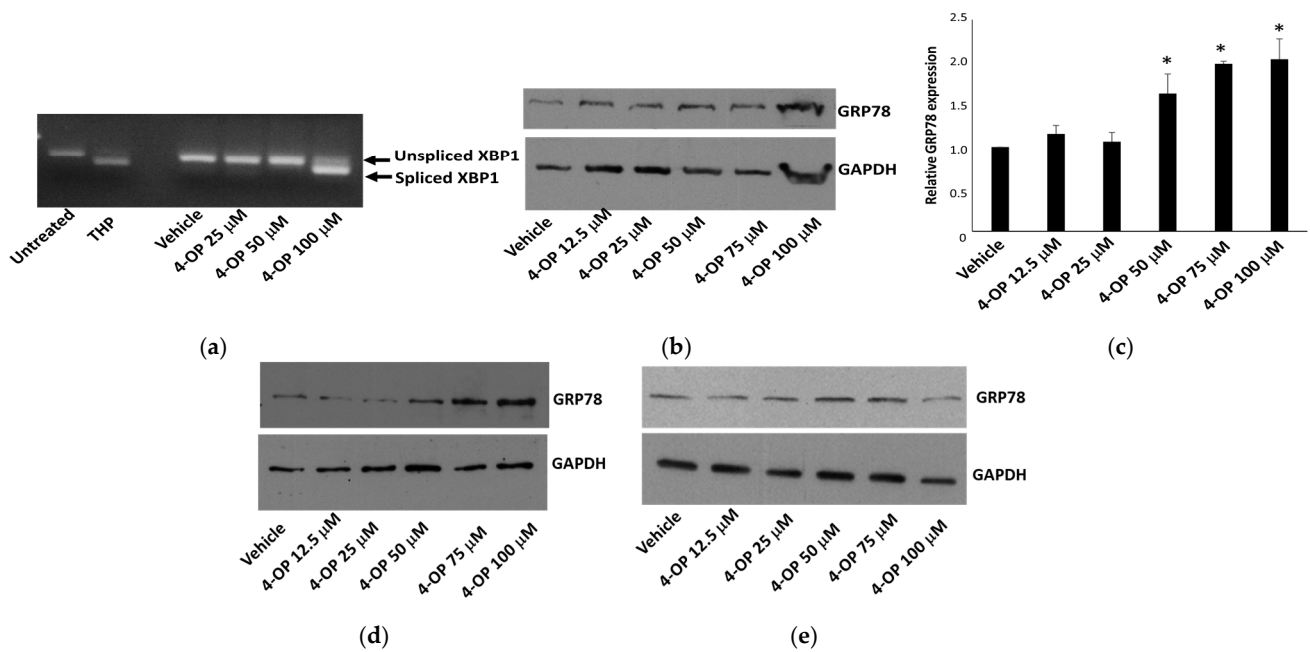 Unspliced XBP1
Spliced XBP1
Untreated
THP
Vehicle
4-OP 25 µM
4-OP 50 µM
4-OP 100 µM
(a)
GRP78
GAPDH
Vehicle
4-OP 12.5 µM
4-OP 25 µM
4-OP 50 µM
4-OP 75 µM
4-OP 100 µM
(b)
Relative GRP78 expression
2.5
2.0
1.5
1.0
0.5
0
*
*
*
Vehicle
4-OP 12.5 µM
4-OP 25 µM
4-OP 50 µM
4-OP 75 µM
4-OP 100 µM
(c)
GRP78
GAPDH
Vehicle
4-OP 12.5 µM
4-OP 25 µM
4-OP 50 µM
4-OP 75 µM
4-OP 100 µM
(d)
GRP78
GAPDH
Vehicle
4-OP 12.5 µM
4-OP 25 µM
4-OP 50 µM
4-OP 75 µM
4-OP 100 µM
(e)